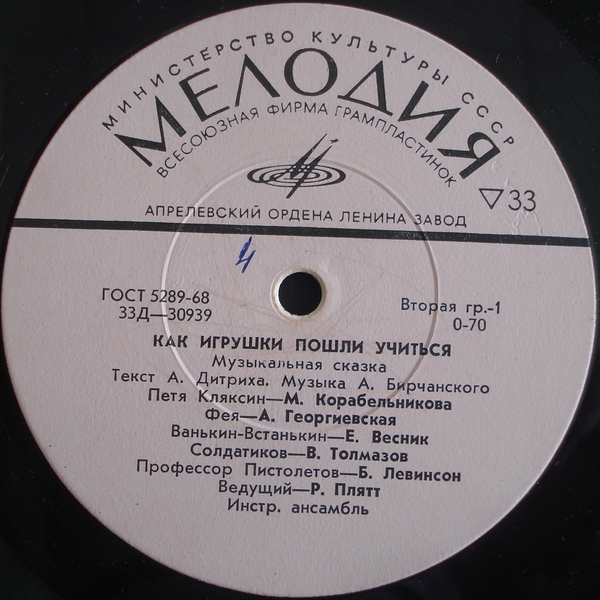 МИНИСТЕРСТВО КУЛЬТУРЫ СССР
МЕЛОДИЯ
ВСЕСОЮЗНАЯ ФИРМА ГРАМПЛАСТИНОК
33
АПРЕЛЕВСКИЙ ОРДЕНА ЛЕНИНА ЗАВОД
4
ГОСТ 5289-68
Вторая гр.-1
33Д—30939
0-70
КАК ИГРУШКИ ПОШЛИ УЧИТЬСЯ
Музыкальная сказка
Текст А. Дитриха. Музыка А. Бирчанского
Петя Кляксин—М. Корабельникова
Фея—А. Георгиевская
Ванькин-Встанькин—Е. Весник
Солдатиков—В. Толмазов
Профессор Пистолетов—Б. Левинсон
Ведущий—Р. Плятт
Инстр. ансамбль